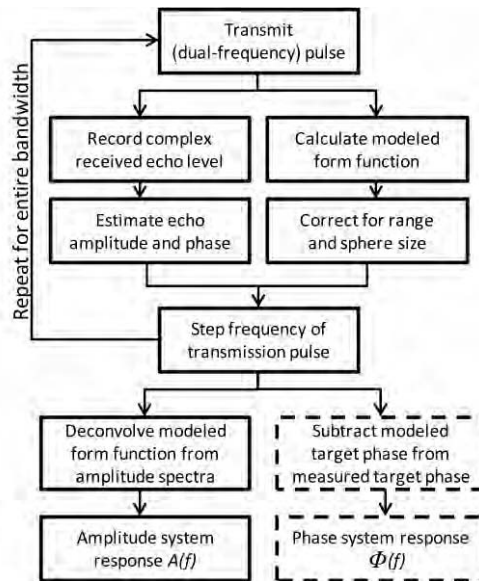 Transmit
(dual-frequency) pulse
Repeat for entire bandwidth
Record complex
received echo level
Calculate modeled
form function
Estimate echo
amplitude and phase
Correct for range
and sphere size
Step frequency of
transmission pulse
Deconvolve modeled
form function from
amplitude spectra
Subtract modeled
target phase from
measured target phase
Amplitude system
response A(f)
Phase system
response
Φ(f)